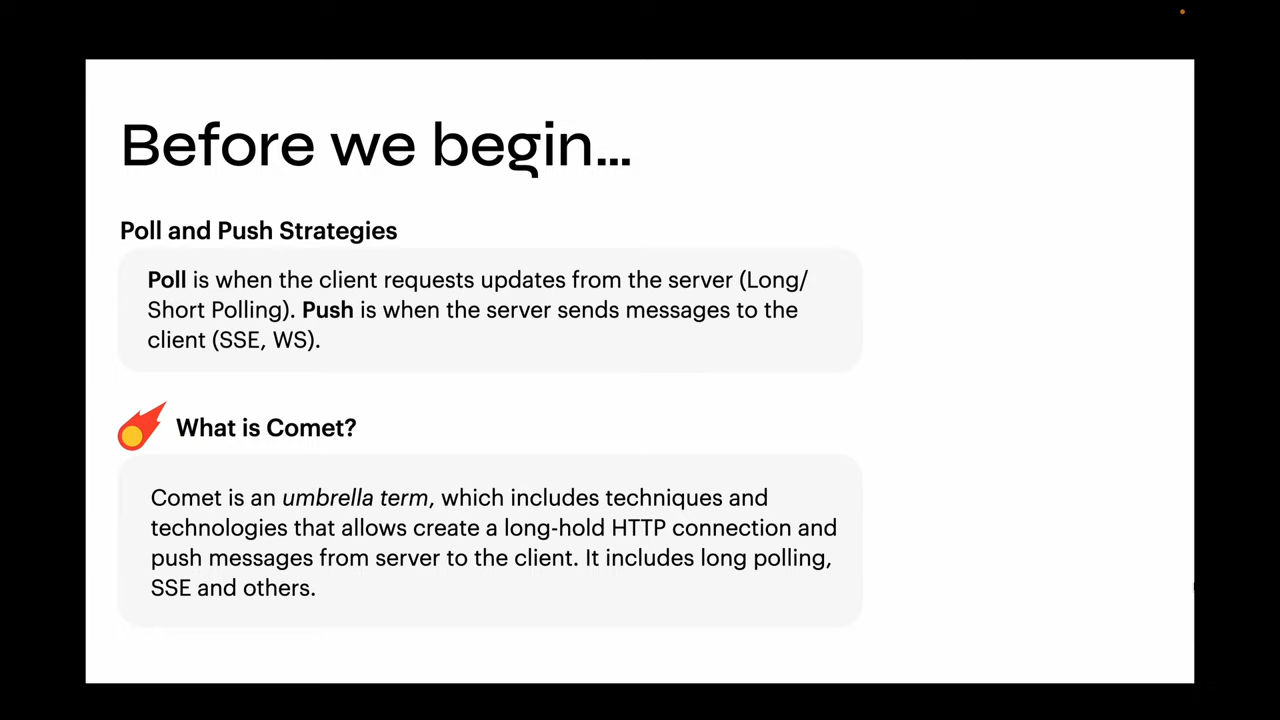 Before we begin...
Poll and Push Strategies
Poll is when the client requests updates from the server (Long/
Short Polling). Push is when the server sends messages to the
client (SSE, WS).
What is Comet?
Comet is an umbrella term, which includes techniques and
technologies that allows create a long-hold HTTP connection and
push messages from server to the client. It includes long polling,
SSE and others.